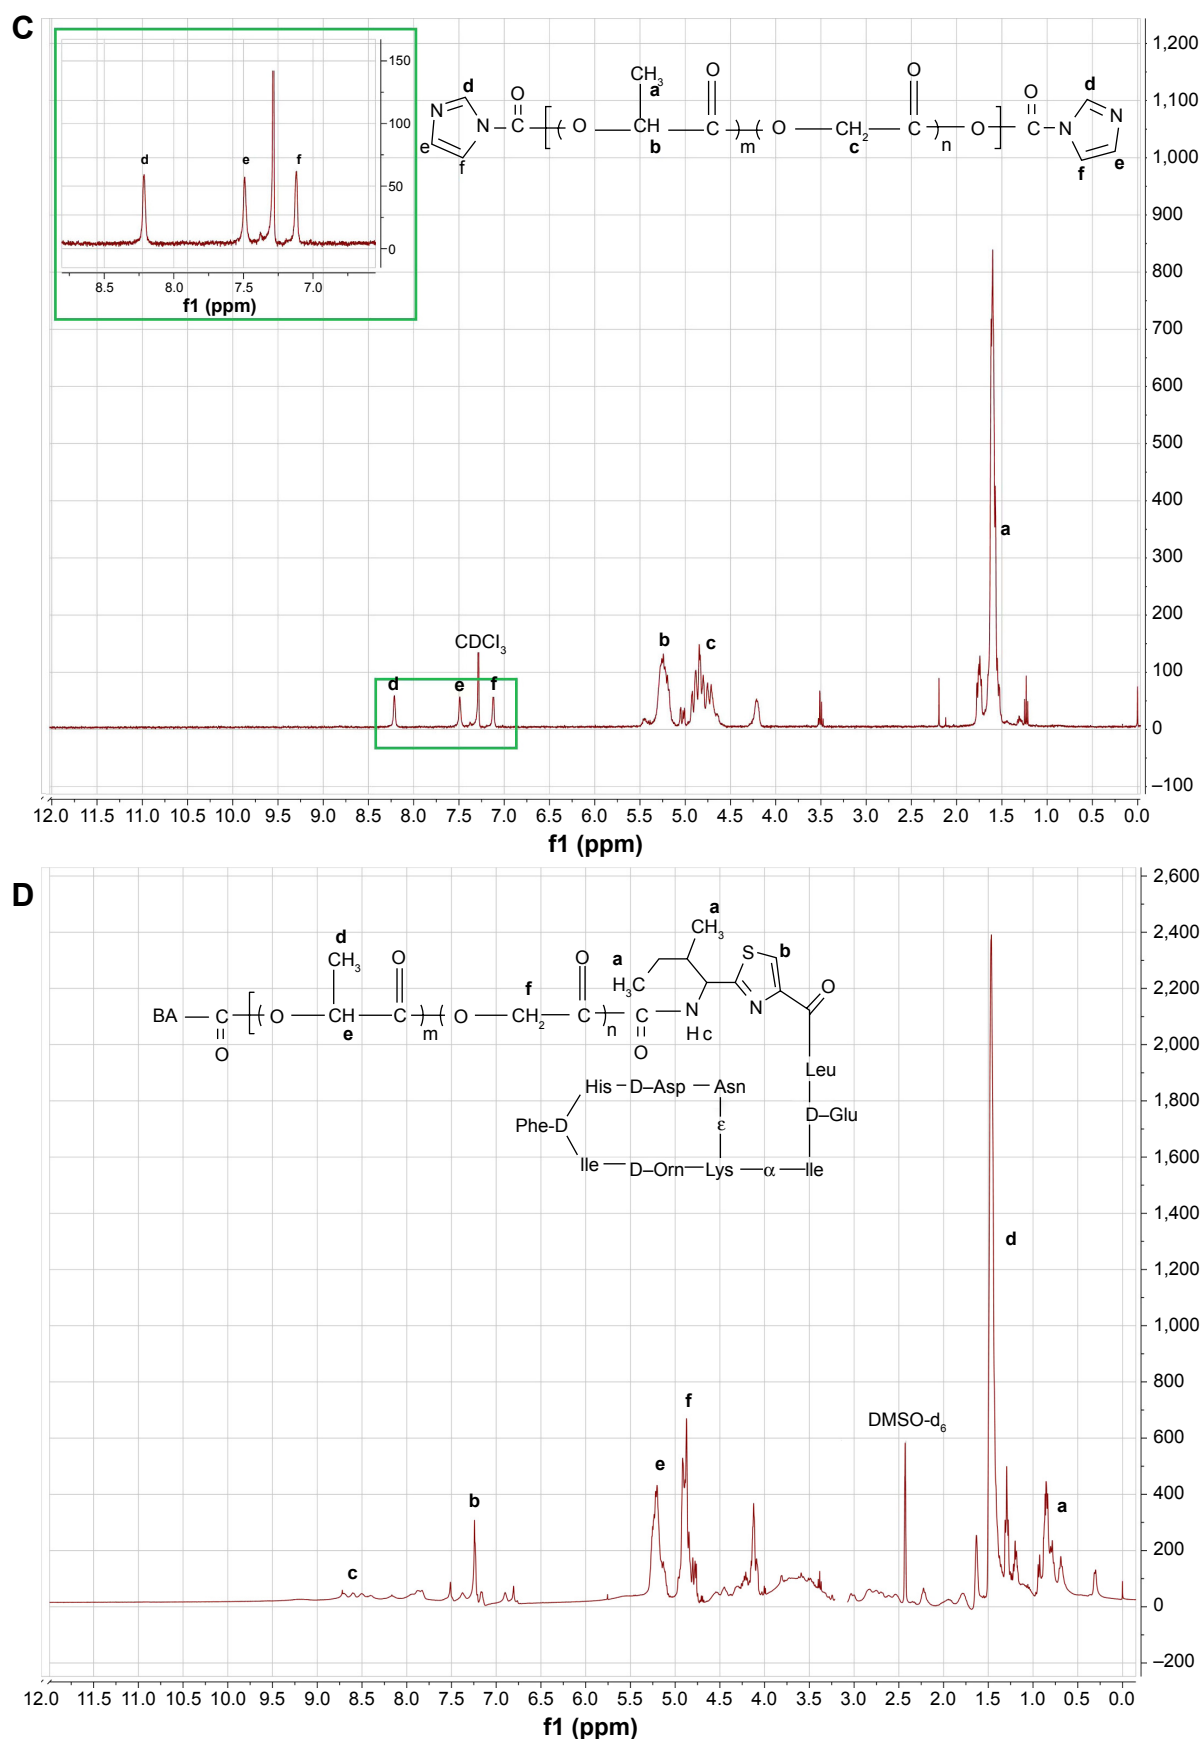 C
150
100
50
0
d
e
f
8.5 8.0 7.5 7.0
f1 (ppm)
N d O N C e f [ ( O CH3 a CH b O C ) m ( O CH2 c O C ) n O ] O C N d N f e
1,200
1,100
1,000
900
800
700
600
500
400
300
200
100
0
–100
a
b
c
CDCl3
d
e
f
12.0 11.5 11.0 10.5 10.0 9.5 9.0 8.5 8.0 7.5 7.0 6.5 6.0 5.5 5.0 4.5 4.0 3.5 3.0 2.5 2.0 1.5 1.0 0.5 0.0
f1 (ppm)
D
2,600
2,400
2,200
2,000
1,800
1,600
1,400
1,200
1,000
800
600
400
200
0
–200
a
CH3
d
CH3 O O a S b
f H3C O
BA C [ ( O CH C ) m ( O CH2 C ) n C N N
e H c
O O
Leu
His D–Asp Asn
Phe-D ε D–Glu
Ile D–Orn Lys α Ile
d
f
DMSO-d6
e
b
a
c
12.0 11.5 11.0 10.5 10.0 9.5 9.0 8.5 8.0 7.5 7.0 6.5 6.0 5.5 5.0 4.5 4.0 3.5 3.0 2.5 2.0 1.5 1.0 0.5 0.0
f1 (ppm)